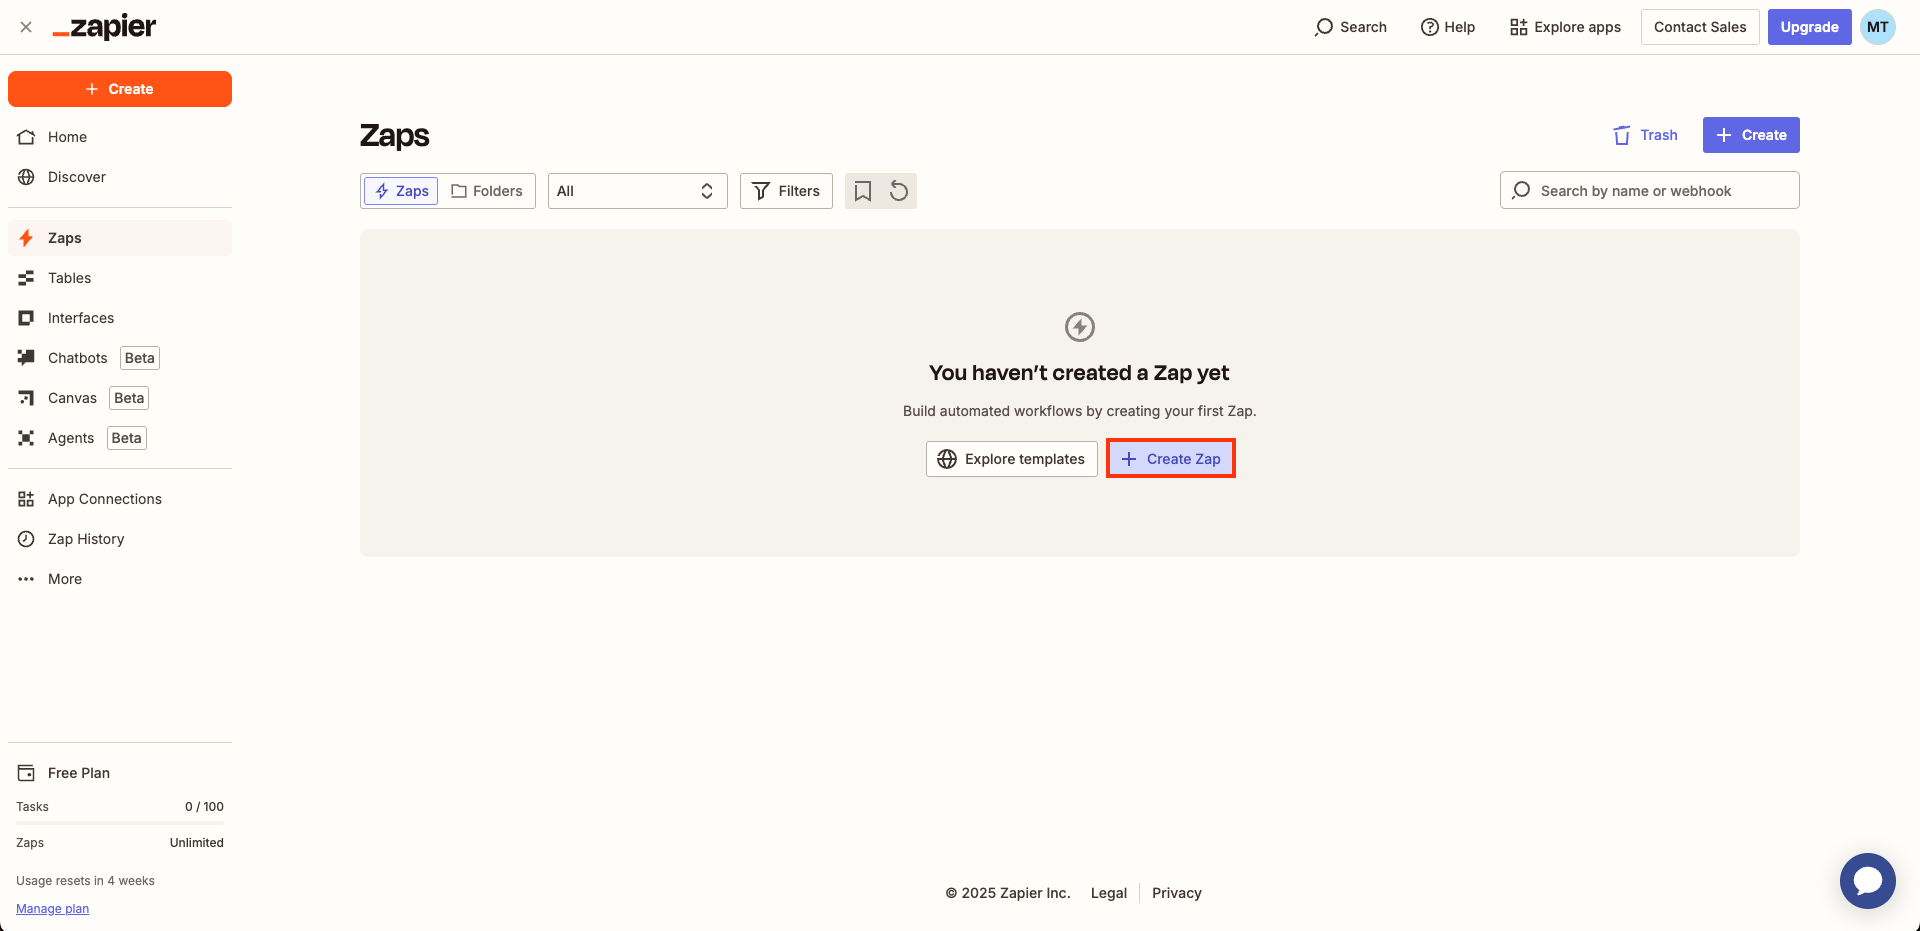 zapier
Search
Help
Explore apps
Contact Sales
Upgrade
MT
Create
Home
Discover
Zaps
Tables
Interfaces
Chatbots Beta
Canvas Beta
Agents Beta
App Connections
Zap History
More
Free Plan
Tasks 0 / 100
Zaps Unlimited
Usage resets in 4 weeks
Manage plan
Zaps
Trash
Create
Zaps
Folders
All
Filters
Search by name or webhook
You haven’t created a Zap yet
Build automated workflows by creating your first Zap.
Explore templates
Create Zap
© 2025 Zapier Inc.
Legal
Privacy